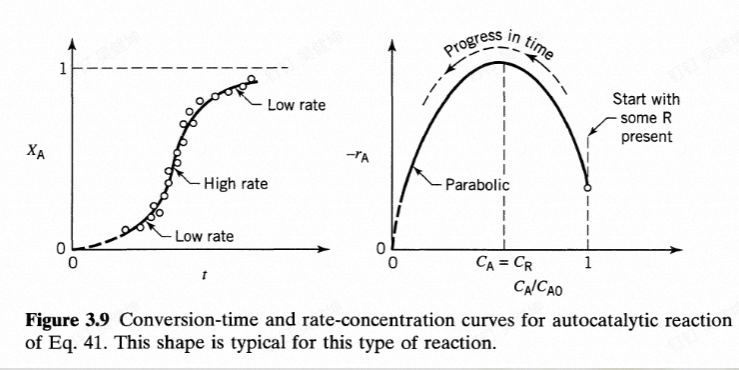 1
X_A
0
0
t
Low rate
High rate
Low rate
Progress in time
-r_A
Parabolic
Start with
some R
present
0
0
C_A = C_R
1
C_A/C_A0
Figure 3.9 Conversion-time and rate-concentration curves for autocatalytic reaction
of Eq. 41. This shape is typical for this type of reaction.